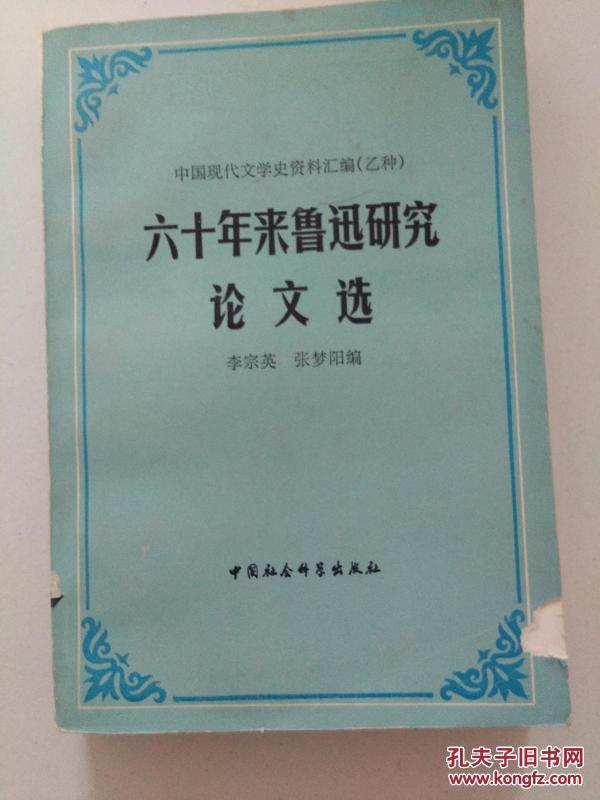 中国现代文学史资料汇编(乙种)
六十年来鲁迅研究
论文选
李宗英 张梦阳编
中国社会科学出版社
孔夫子旧书网
www.kongfz.com